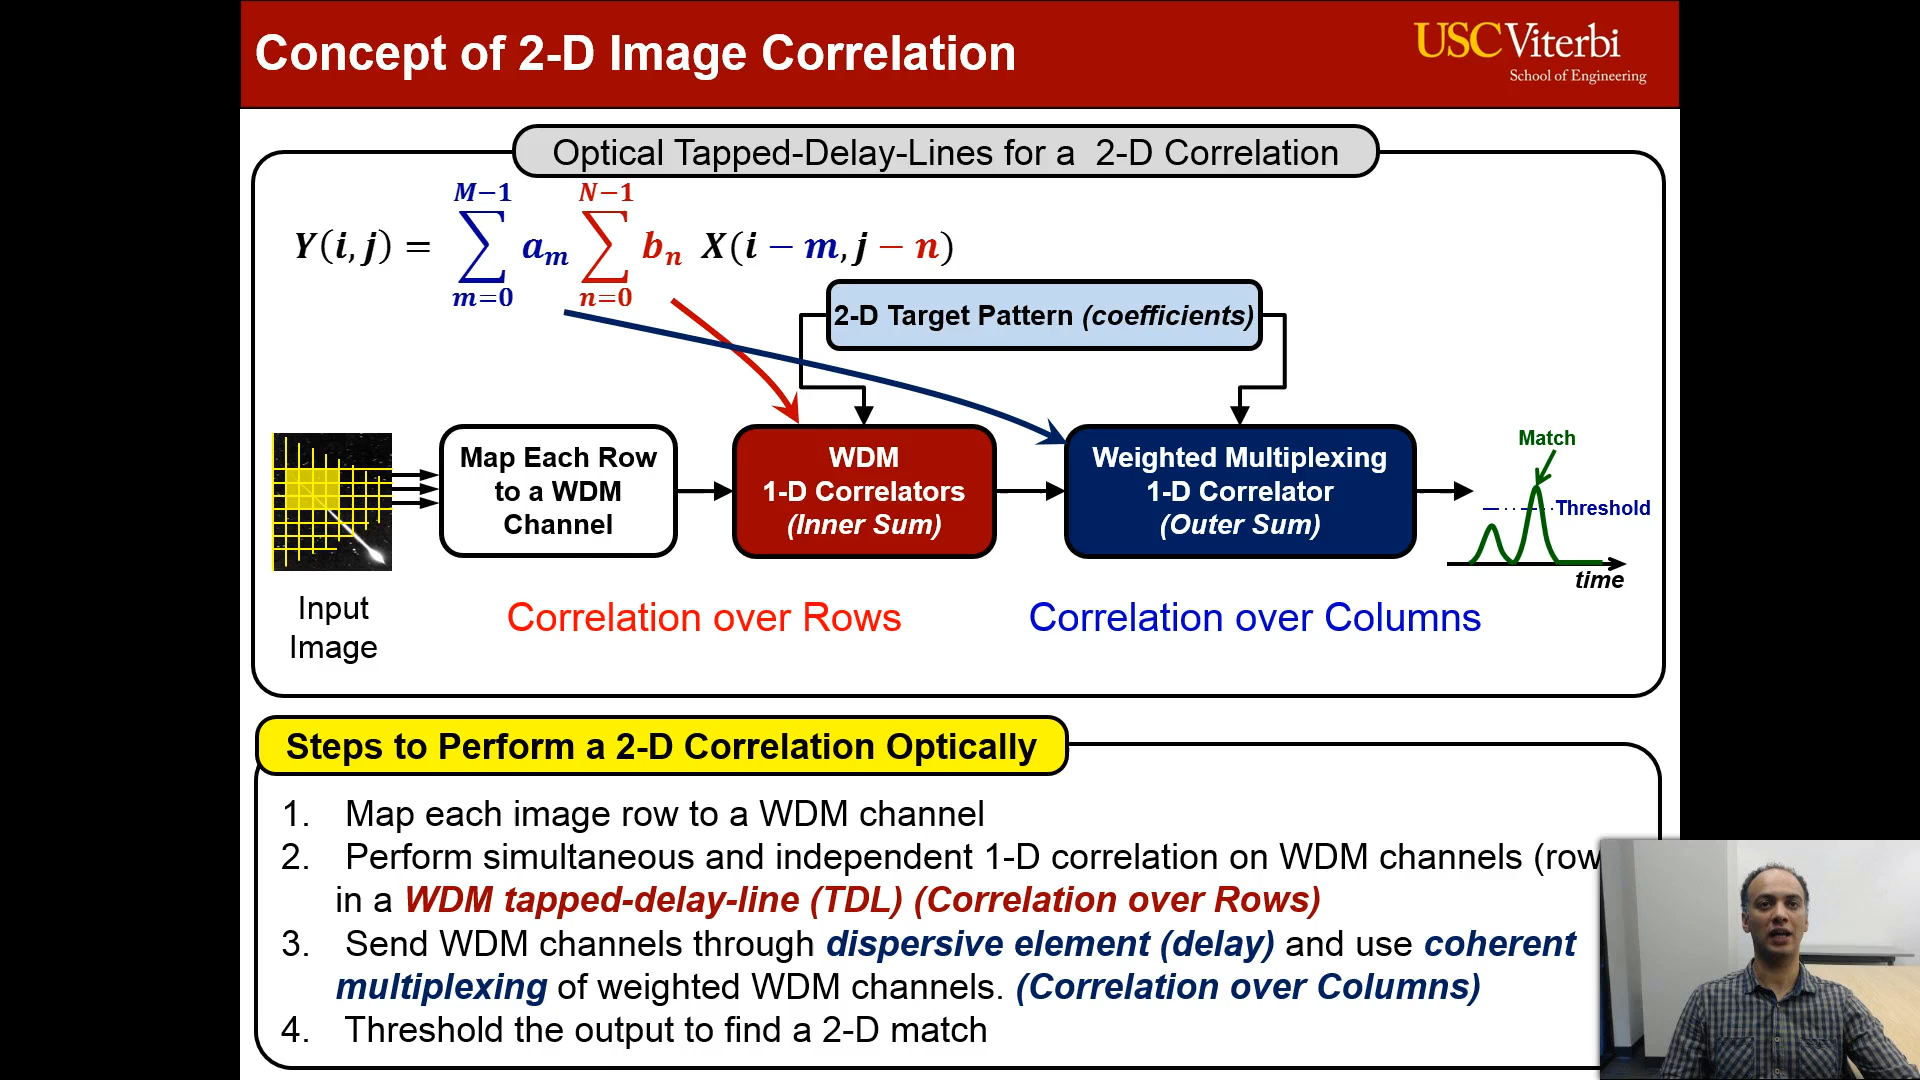 Concept of 2-D Image Correlation
USC Viterbi
School of Engineering
Optical Tapped-Delay-Lines for a 2-D Correlation
Y(i,j) = ∑_{m=0}^{M−1} a_m ∑_{n=0}^{N−1} b_n X(i − m, j − n)
2-D Target Pattern (coefficients)
Map Each Row
to a WDM
Channel
WDM
1-D Correlators
(Inner Sum)
Weighted Multiplexing
1-D Correlator
(Outer Sum)
Match
Threshold
time
Input
Image
Correlation over Rows
Correlation over Columns
Steps to Perform a 2-D Correlation Optically
1. Map each image row to a WDM channel
2. Perform simultaneous and independent 1-D correlation on WDM channels (row
in a WDM tapped-delay-line (TDL) (Correlation over Rows)
3. Send WDM channels through dispersive element (delay) and use coherent
multiplexing of weighted WDM channels. (Correlation over Columns)
4. Threshold the output to find a 2-D match